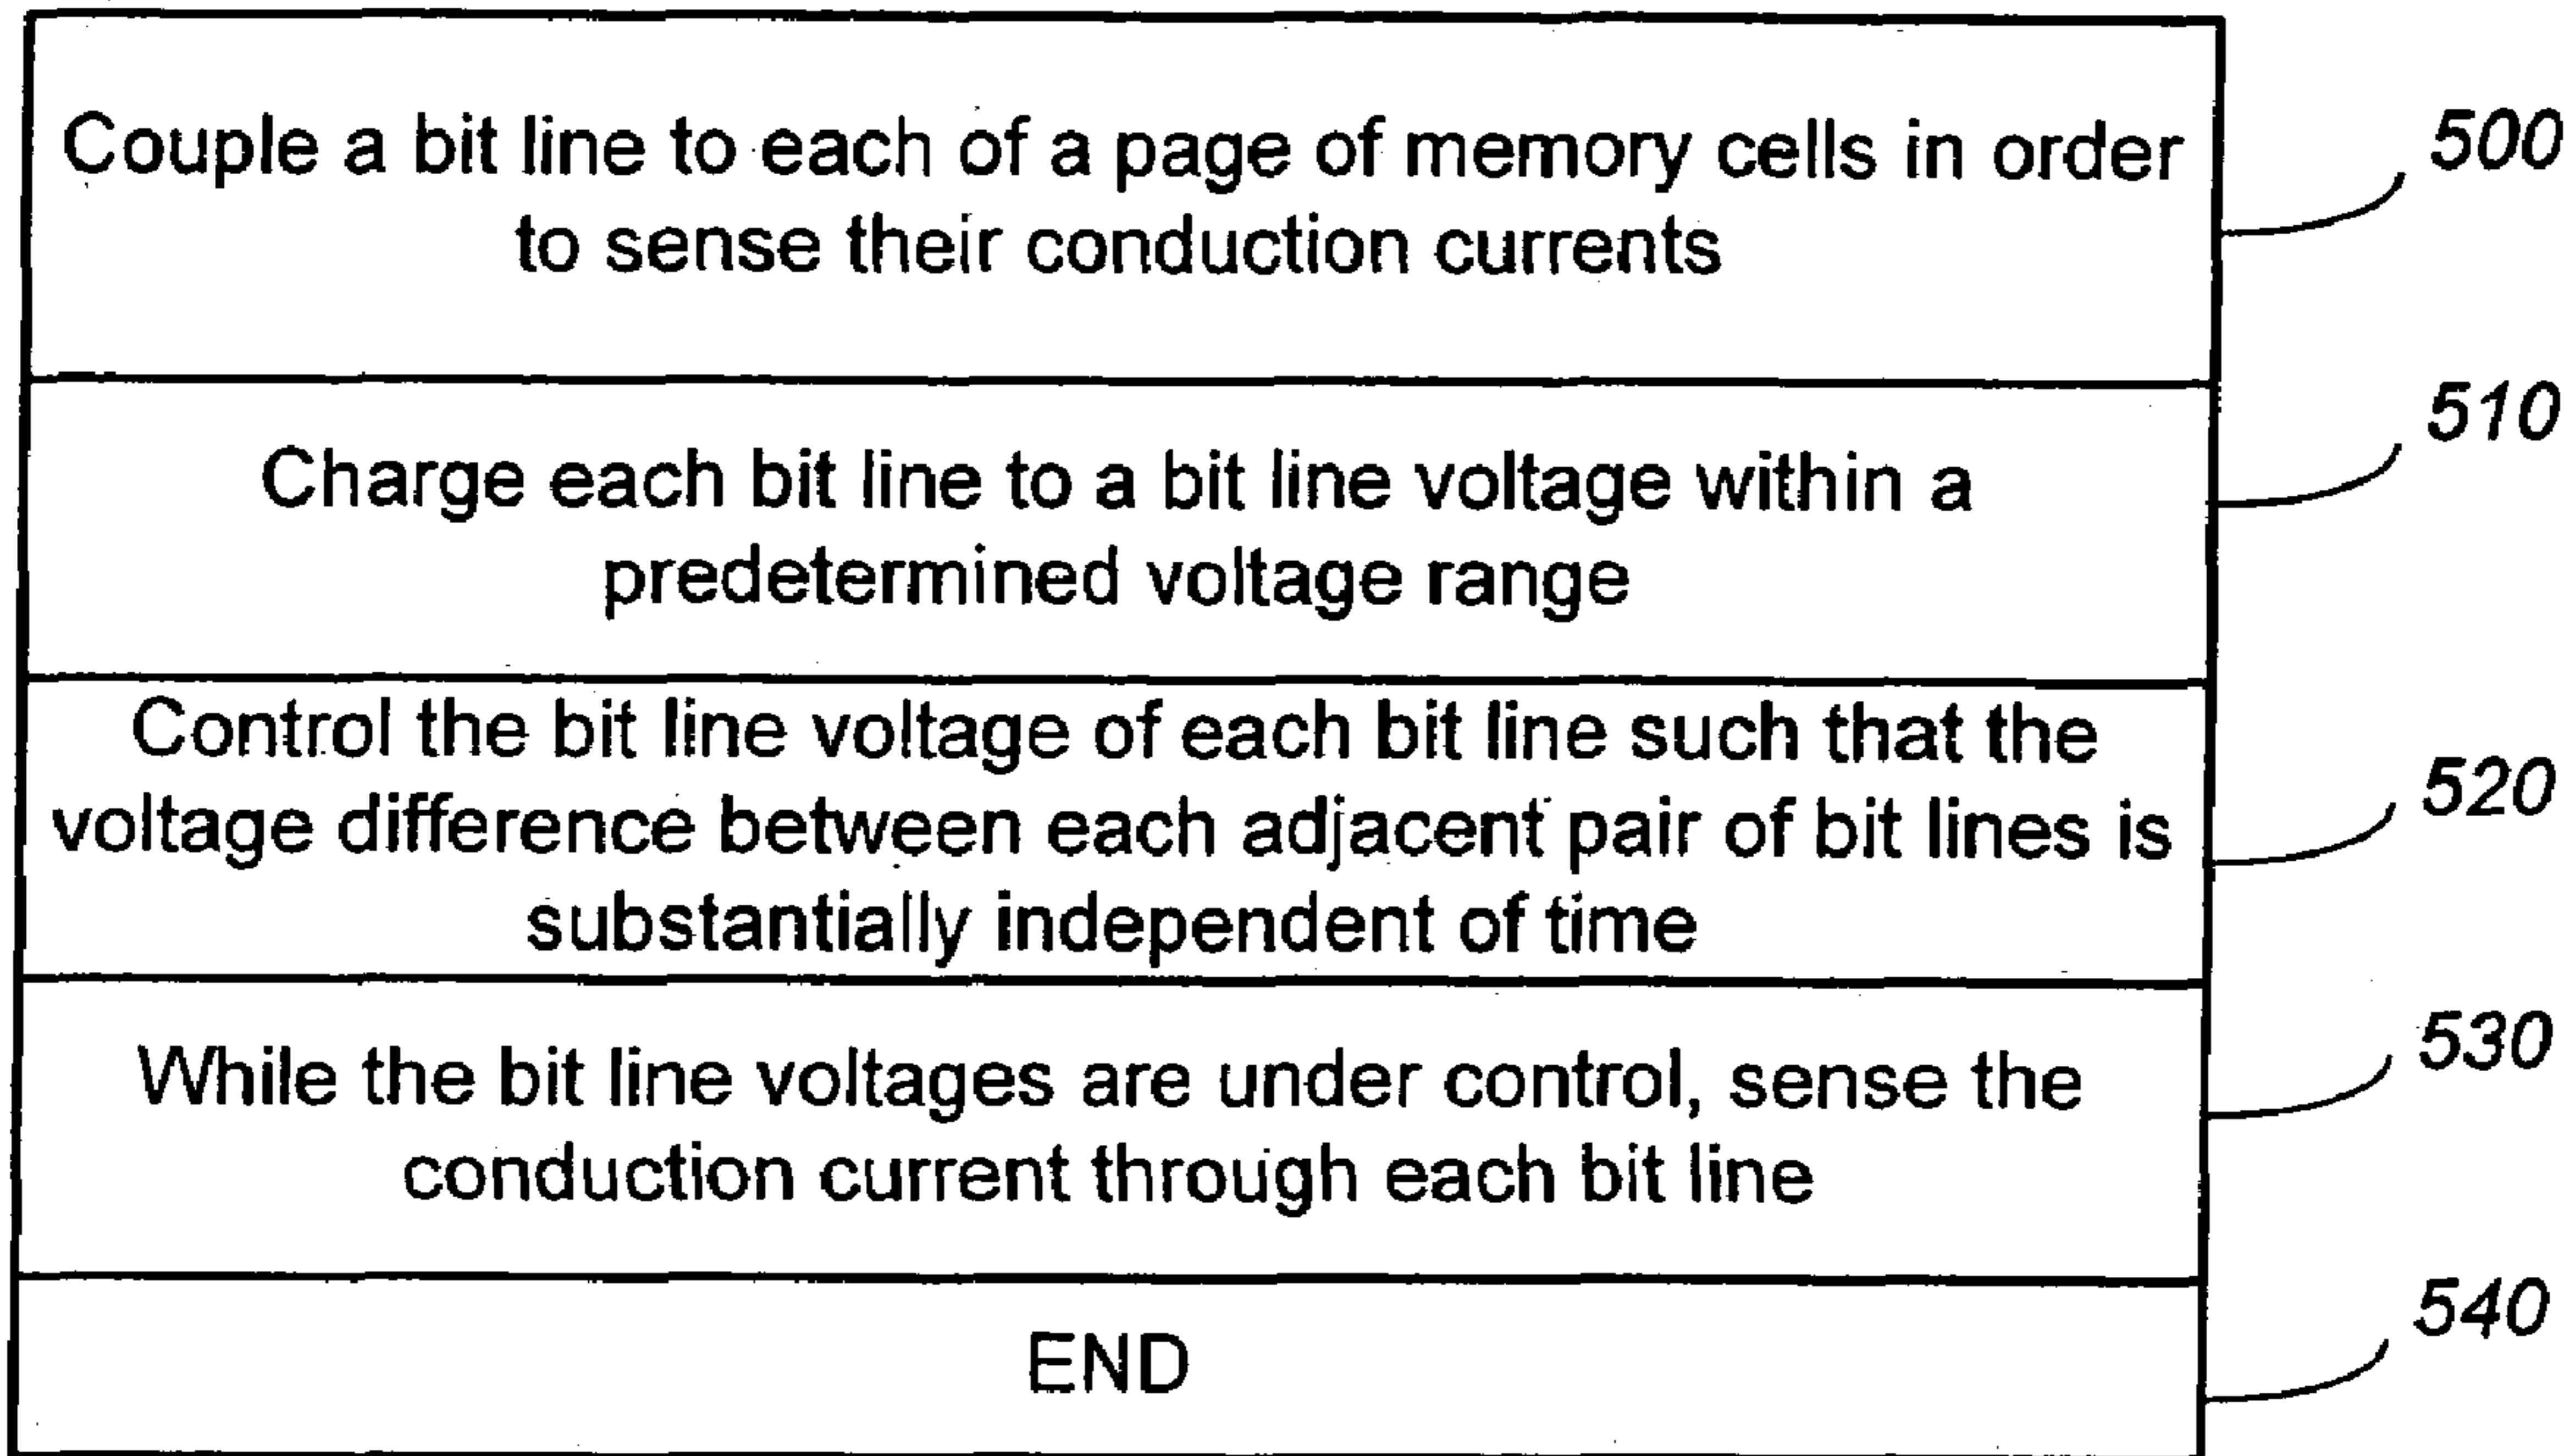 Couple a bit line to each of a page of memory cells in order
to sense their conduction currents
500
Charge each bit line to a bit line voltage within a
predetermined voltage range
510
Control the bit line voltage of each bit line such that the
voltage difference between each adjacent pair of bit lines is
substantially independent of time
520
While the bit line voltages are under control, sense the
conduction current through each bit line
530
END
540